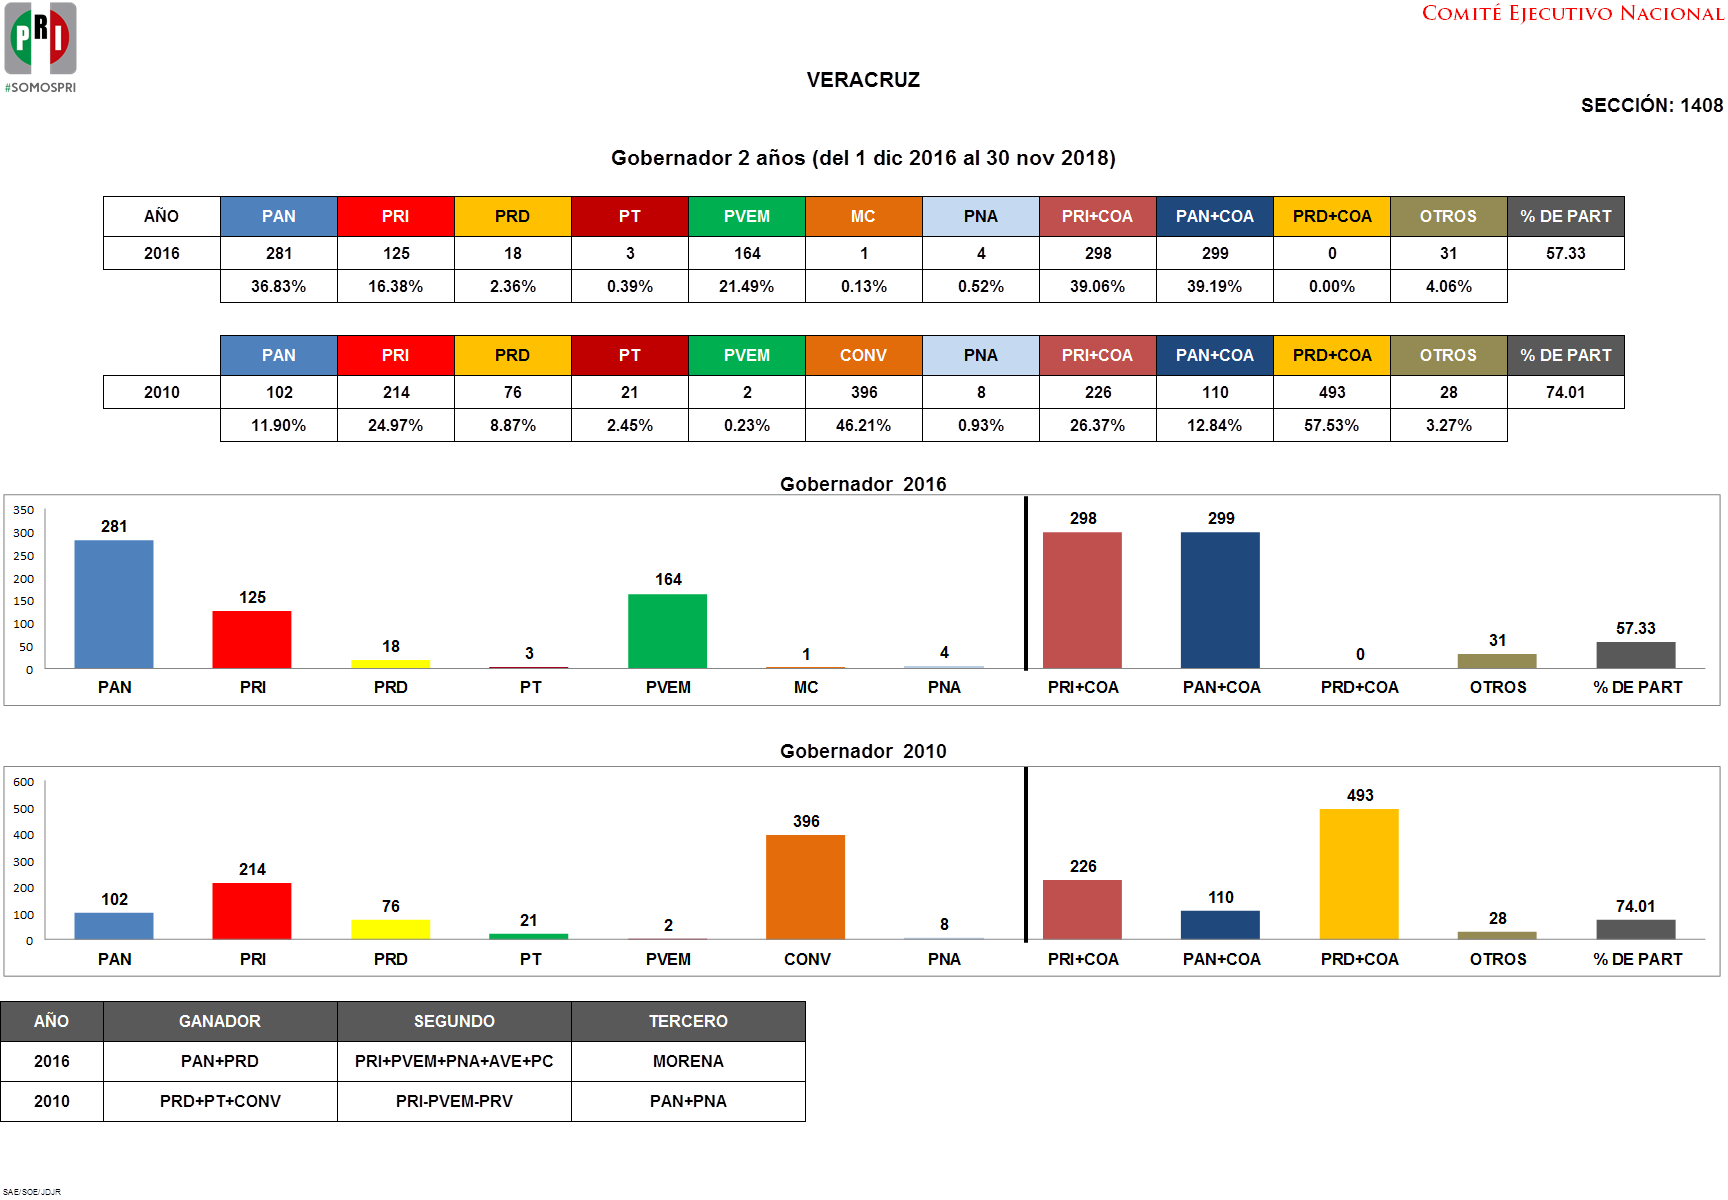 PRI
#SOMOSPRI
COMITÉ EJECUTIVO NACIONAL
VERACRUZ
SECCIÓN: 1408
Gobernador 2 años (del 1 dic 2016 al 30 nov 2018)
AÑO PAN PRI PRD PT PVEM MC PNA PRI+COA PAN+COA PRD+COA OTROS % DE PART
2016 281 125 18 3 164 1 4 298 299 0 31 57.33
36.83% 16.38% 2.36% 0.39% 21.49% 0.13% 0.52% 39.06% 39.19% 0.00% 4.06%
PAN PRI PRD PT PVEM CONV PNA PRI+COA PAN+COA PRD+COA OTROS % DE PART
2010 102 214 76 21 2 396 8 226 110 493 28 74.01
11.90% 24.97% 8.87% 2.45% 0.23% 46.21% 0.93% 26.37% 12.84% 57.53% 3.27%
Gobernador 2016
350
300
250
200
150
100
50
0
281 125 18 3 164 1 4 298 299 0 31 57.33
PAN PRI PRD PT PVEM MC PNA PRI+COA PAN+COA PRD+COA OTROS % DE PART
Gobernador 2010
600
500
400
300
200
100
0
102 214 76 21 2 396 8 226 110 493 28 74.01
PAN PRI PRD PT PVEM CONV PNA PRI+COA PAN+COA PRD+COA OTROS % DE PART
AÑO GANADOR SEGUNDO TERCERO
2016 PAN+PRD PRI+PVEM+PNA+AVE+PC MORENA
2010 PRD+PT+CONV PRI-PVEM-PRV PAN+PNA
SAE/SOE/JDJR